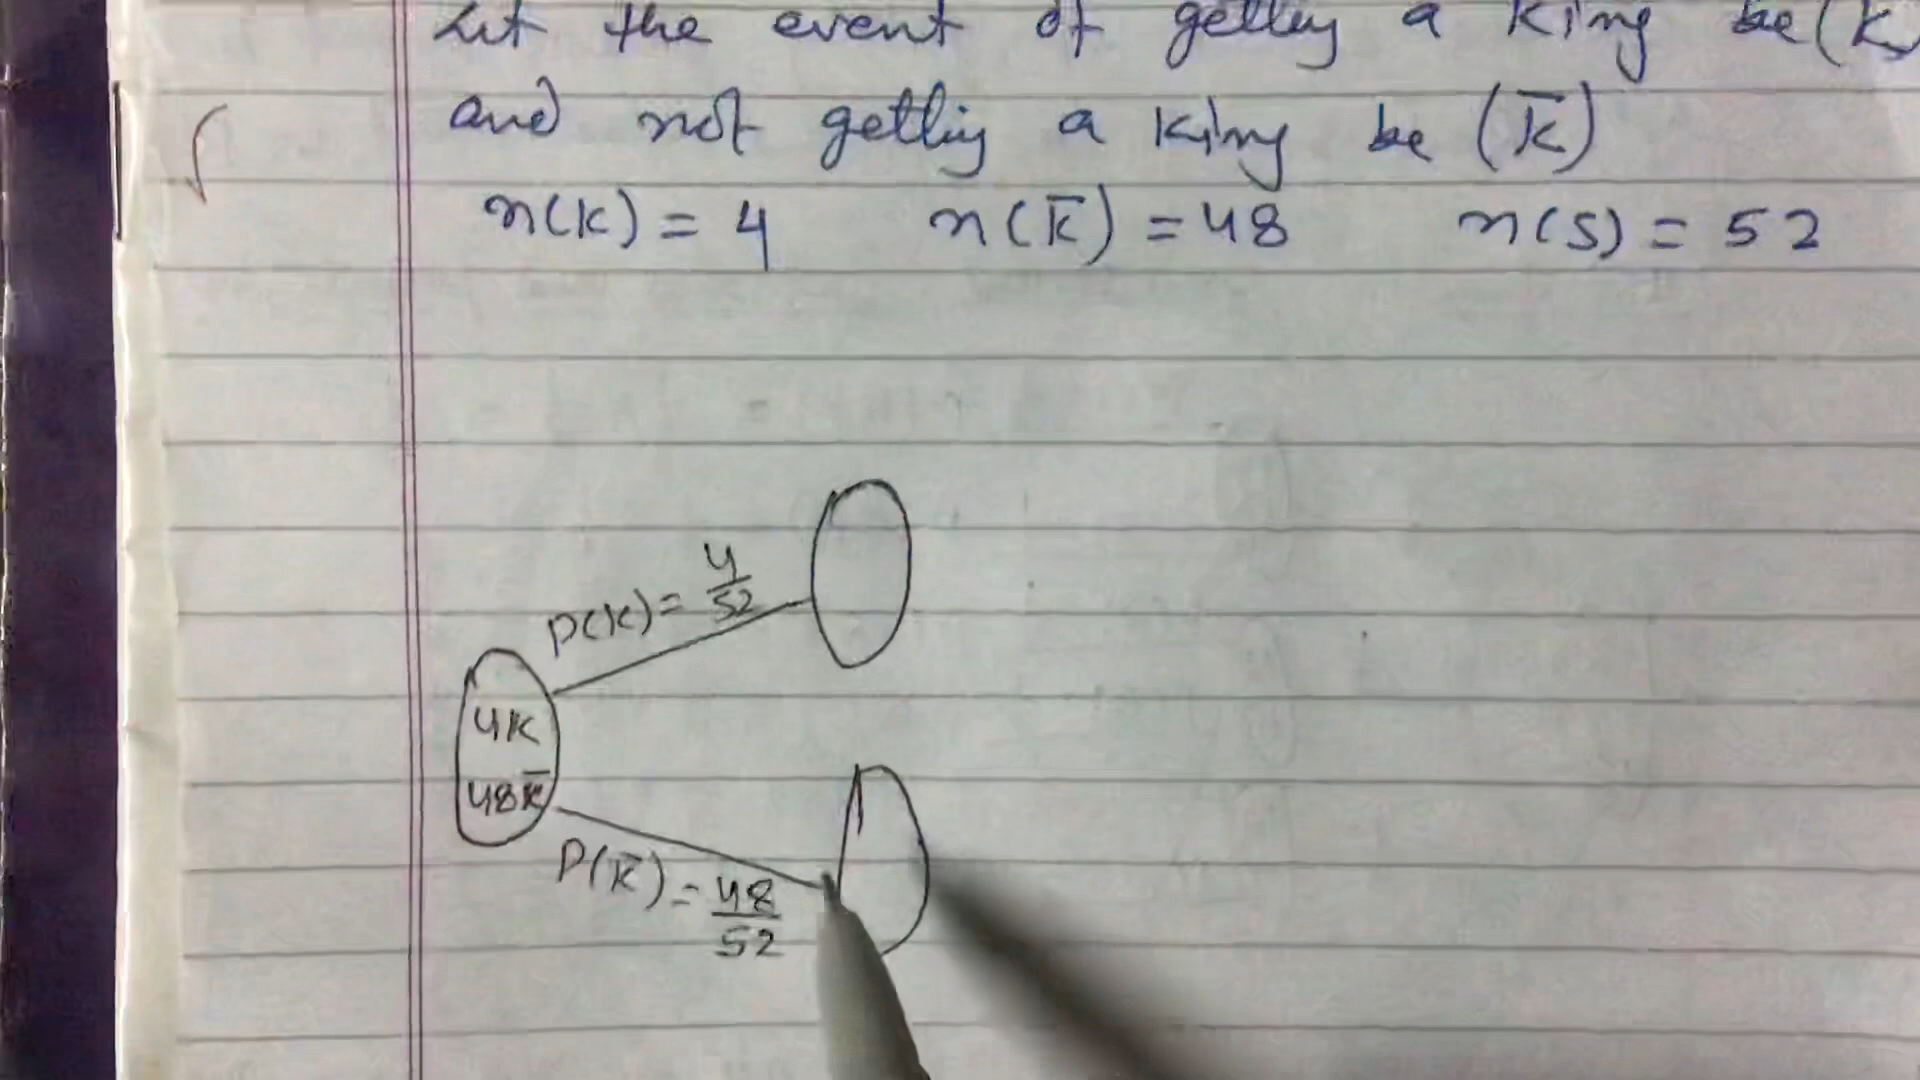 Let the event of getting a King be (K)
and not getting a King be (K̅)
n(K) = 4 n(K̅) = 48 n(S) = 52
P(K) = 4/52
4K
48K̅
P(K̅) = 48/52